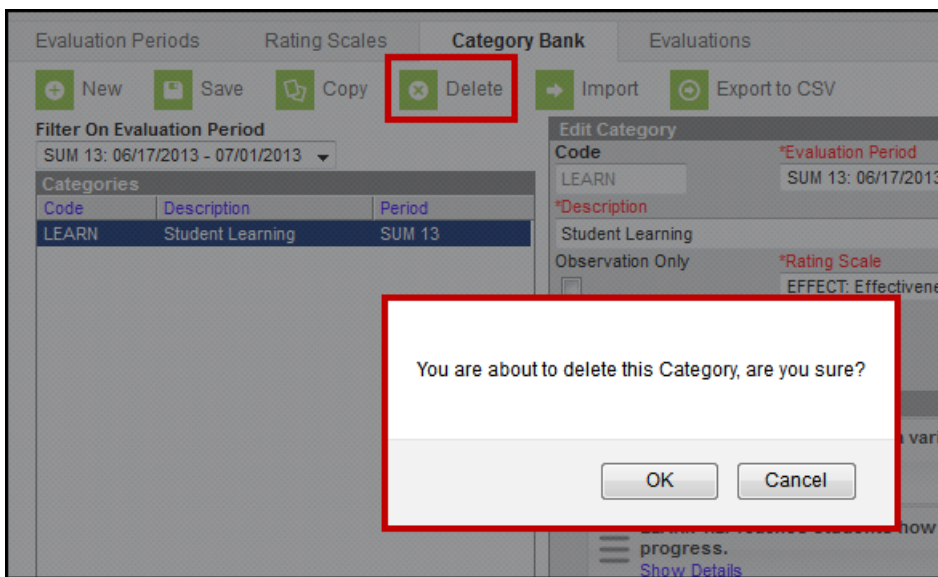 Evaluation Periods Rating Scales Category Bank Evaluations
New Save Copy Delete Import Export to CSV
Filter On Evaluation Period
SUM 13: 06/17/2013 - 07/01/2013
Categories
Code Description Period
LEARN Student Learning SUM 13
Edit Category
Code *Evaluation Period
LEARN SUM 13: 06/17/2013
*Description
Student Learning
Observation Only *Rating Scale
EFFECT: Effectivene
You are about to delete this Category, are you sure?
OK Cancel
a vari
how
progress.
Show Details